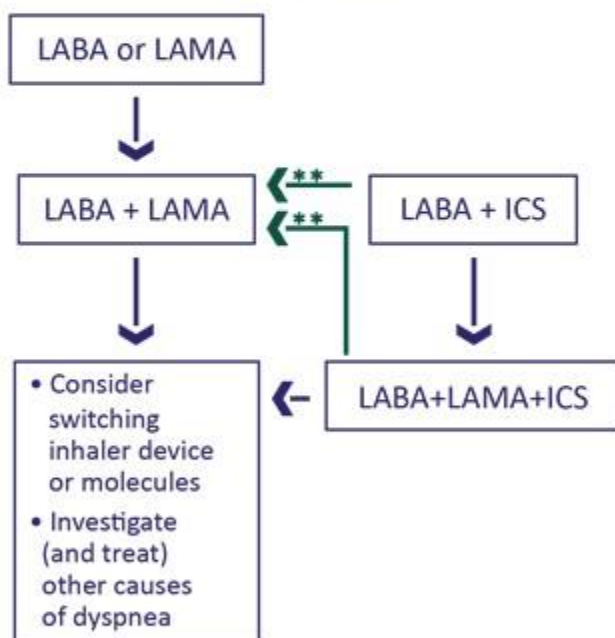 LABA or LAMA
LABA + LAMA
**
**
LABA + ICS
• Consider
switching
inhaler device
or molecules
• Investigate
(and treat)
other causes
of dyspnea
LABA+LAMA+ICS